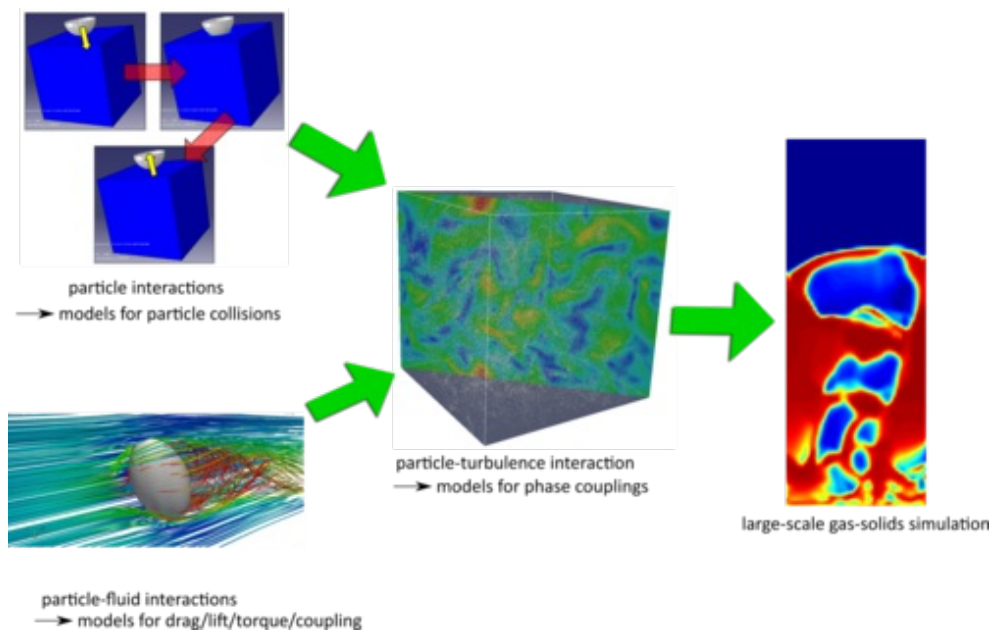 particle interactions
models for particle collisions
particle-turbulence interaction
models for phase couplings
large-scale gas-solids simulation
particle-fluid interactions
models for drag/lift/torque/coupling